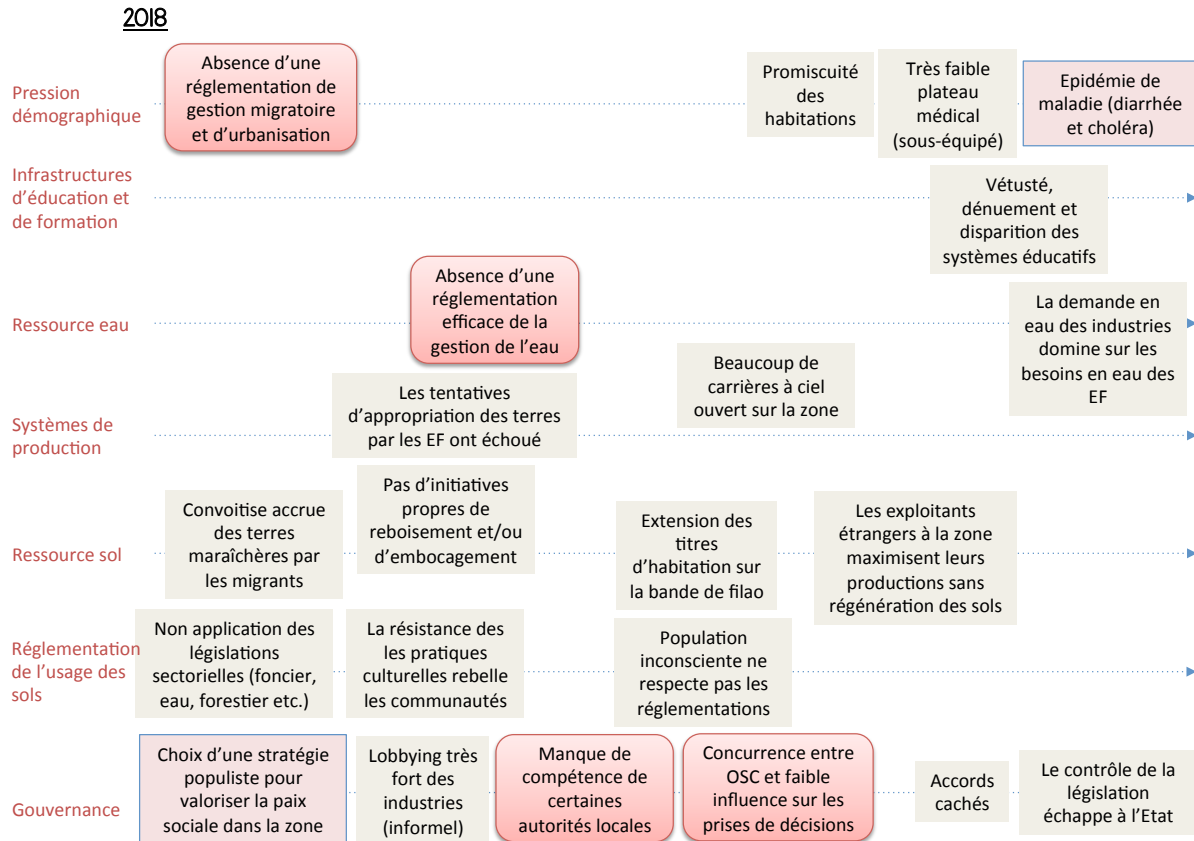 2018
Pression
démographique
Absence d'une
réglementation de
gestion migratoire
et d'urbanisation
Promiscuité
des
habitations
Très faible
plateau
médical
(sous-équipé)
Epidémie de
maladie (diarrhée
et choléra)
Infrastructures
d'éducation et
de formation
Vétusté,
dénuement et
disparition des
systèmes éducatifs
Ressource eau
Absence d'une
réglementation
efficace de la
gestion de l'eau
La demande en
eau des industries
domine sur les
besoins en eau des
EF
Systèmes de
production
Les tentatives
d'appropriation des terres
par les EF ont échoué
Beaucoup de
carrières à ciel
ouvert sur la zone
Ressource sol
Convoitise accrue
des terres
maraîchères par
les migrants
Pas d'initiatives
propres de
reboisement et/ou
d'embocagement
Extension des
titres
d'habitation sur
la bande de filao
Les exploitants
étrangers à la zone
maximisent leurs
productions sans
régénération des sols
Réglementation
de l'usage des
sols
Non application des
législations
sectorielles (foncier,
eau, forestier etc.)
La résistance des
les pratiques
culturelles rebelle
les communautés
Population
inconsciente ne
respecte pas les
réglementations
Gouvernance
Choix d'une stratégie
populiste pour
valoriser la paix
sociale dans la zone
Lobbying très
fort des
industries
(informel)
Manque de
compétence de
certaines
autorités locales
Concurrence entre
OSC et faible
influence sur les
prises de décisions
Accords
cachés
Le contrôle de la
législation
échappe à l'Etat